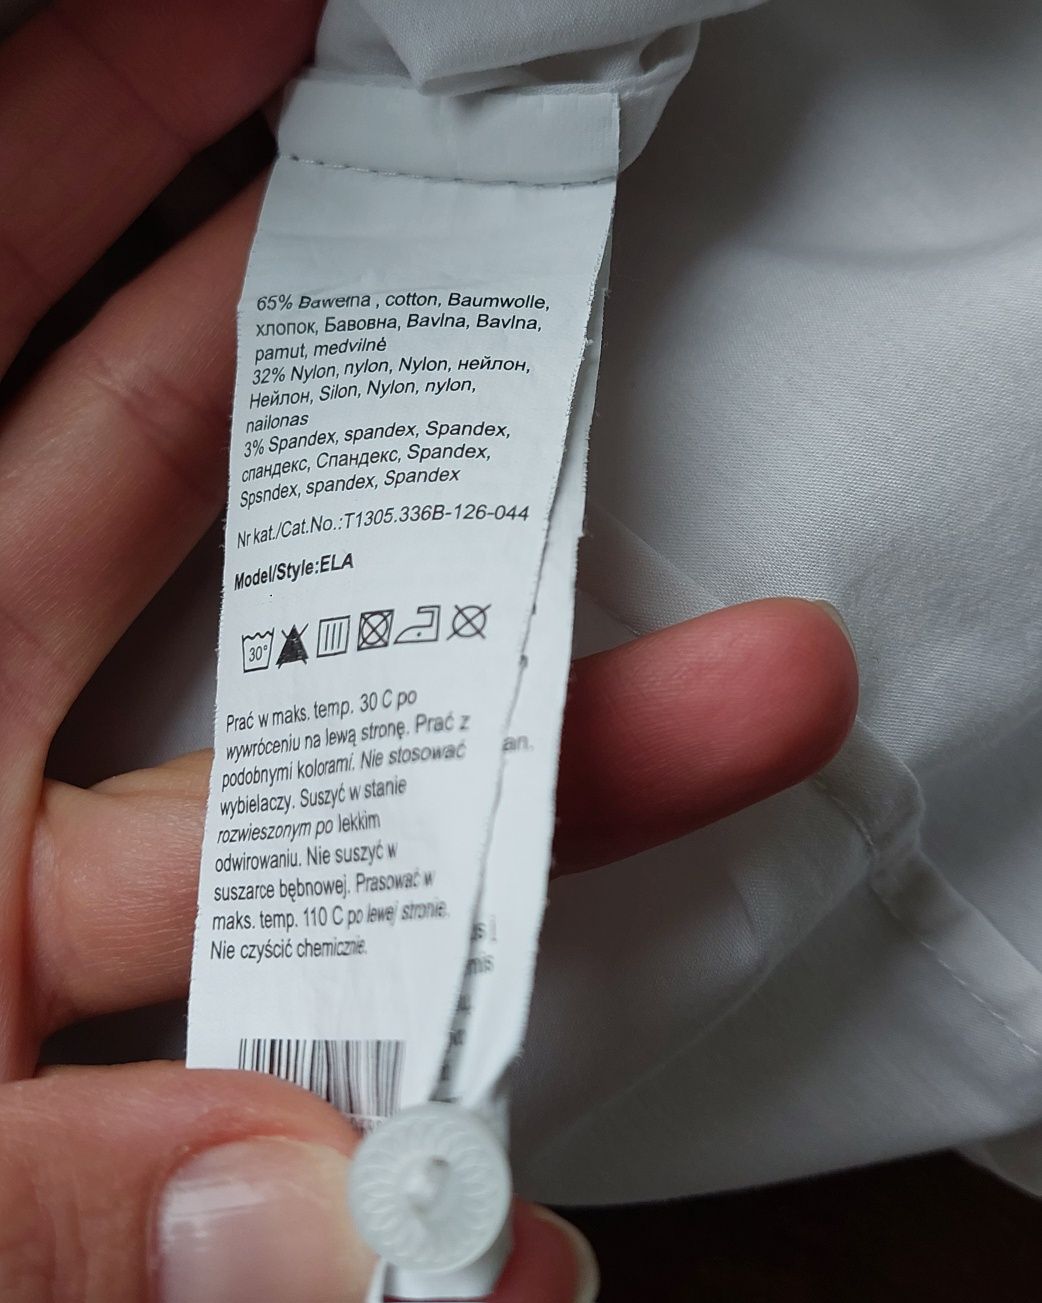 65% Bawełna , cotton, Baumwolle,
хлопок, Бавовна, Bavlna, Bavlna,
pamut, medvilnė
32% Nylon, nylon, Nylon, нейлон,
Нейлон, Silon, Nylon, nylon,
nailonas
3% Spandex, spandex, Spandex,
спандекс, Спандекс, Spandex,
Spsndex, spandex, Spandex
Nr kat./Cat.No.:T1305.336B-126-044
Model/Style:ELA
30°
Prać w maks. temp. 30 C po
wywróceniu na lewą stronę. Prać z
podobnymi kolorami. Nie stosować
wybielaczy. Suszyć w stanie
rozwieszonym po lekkim
odwirowaniu. Nie suszyć w
suszarce bębnowej. Prasować w
maks. temp. 110 C po lewej stronie.
Nie czyścić chemicznie.
an.